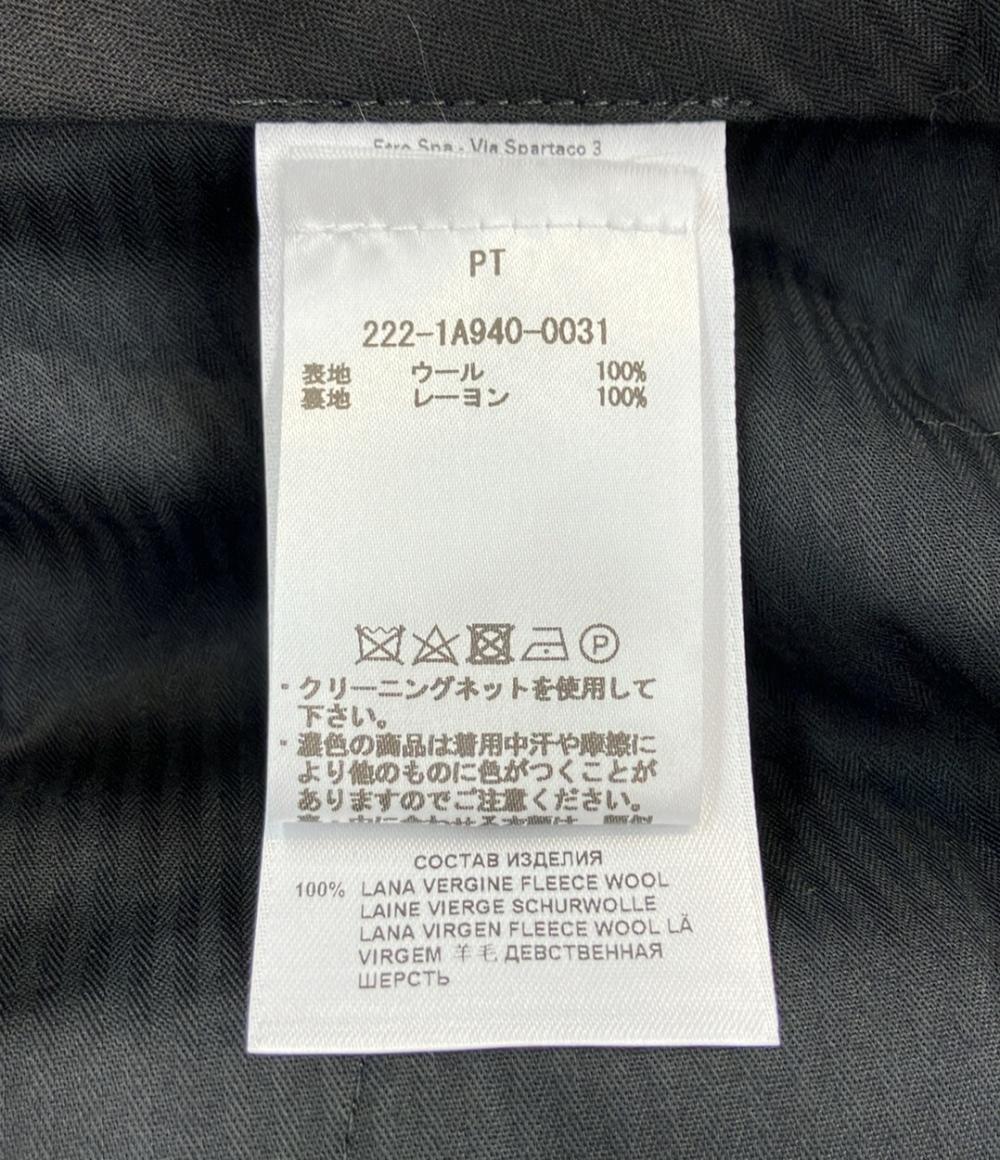 Via Spartaco 3
PT
222-1A940-0031
表地 ウール 100%
裏地 レーヨン 100%
P
・クリーニングネットを使用して
下さい。
・濃色の商品は着用中汗や摩擦に
より他のものに色がつくことが
ありますのでご注意ください。
СОСТАВ ИЗДЕЛИЯ
100% LANA VERGINE FLEECE WOOL
LAINE VIERGE SCHURWOLLE
LANA VIRGEN FLEECE WOOL LÃ
VIRGEM 羊毛 ДЕВСТВЕННАЯ
ШЕРСТЬ